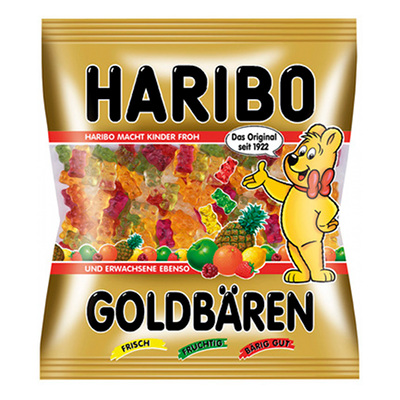 HARIBO
HARIBO MACHT KINDER FROH
Das Original
seit 1922
UND ERWACHSENE EBENSO
GOLDBÄREN
FRISCH
FRUCHTIG
BÄRIG GUT